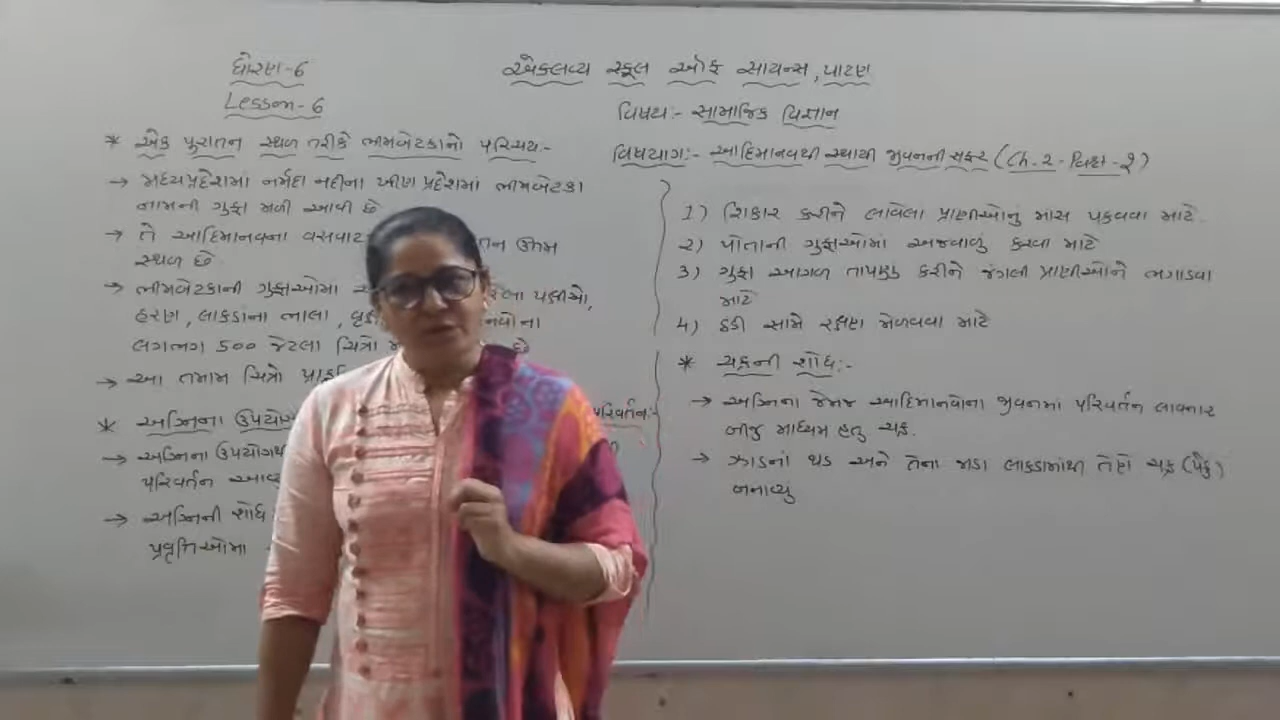 ધોરણ-6
Lesson-6
એકલવ્ય સ્કૂલ ઓફ સાયન્સ, પાટણ
વિષય:- સામાજિક વિજ્ઞાન
વિષયાંગ:- આદિમાનવથી સ્થાયી જીવનની સફર (Ch.2-વિભા-2)
* એક પુરાતન સ્થળ તરીકે ભીમબેટકાનો પરિચય:-
→ મધ્યપ્રદેશમાં નર્મદા નદીના ખીણ પ્રદેશમાં ભીમબેટકા
નામની ગુફા મળી આવી છે
→ તે આદિમાનવના વસવાટ
સ્થળ છે
→ ભીમબેટકાની ગુફાઓમાં પક્ષીઓ,
હરણ, લાકડાના ભાલા,
લગભગ 500 જેટલા ચિત્રો છે
→ આ તમામ ચિત્રો
* અગ્નિના ઉપયોગ પરિવર્તન:-
→ અગ્નિના ઉપયોગથ
પરિવર્તન આવ્ય
→ અગ્નિની શોધ
પ્રવૃત્તિઓમાં
1) શિકાર કરીને લાવેલા પ્રાણીઓનું માંસ પકવવા માટે
2) પોતાની ગુફાઓમાં અજવાળું કરવા માટે
3) ગુફા આગળ તાપણું કરીને જંગલી પ્રાણીઓને ભગાડવા
માટે
4) ઠંડી સામે રક્ષણ મેળવવા માટે
* ચક્રની શોધ:-
→ અગ્નિના જેમજ આદિમાનવોના જીવનમાં પરિવર્તન લાવનાર
બીજુ માધ્યમ હતુ ચક્ર.
→ ઝાડનાં થડ અને તેના જાડા લાકડામાંથી તેણે ચક્ર (પૈંડુ)
બનાવ્યું